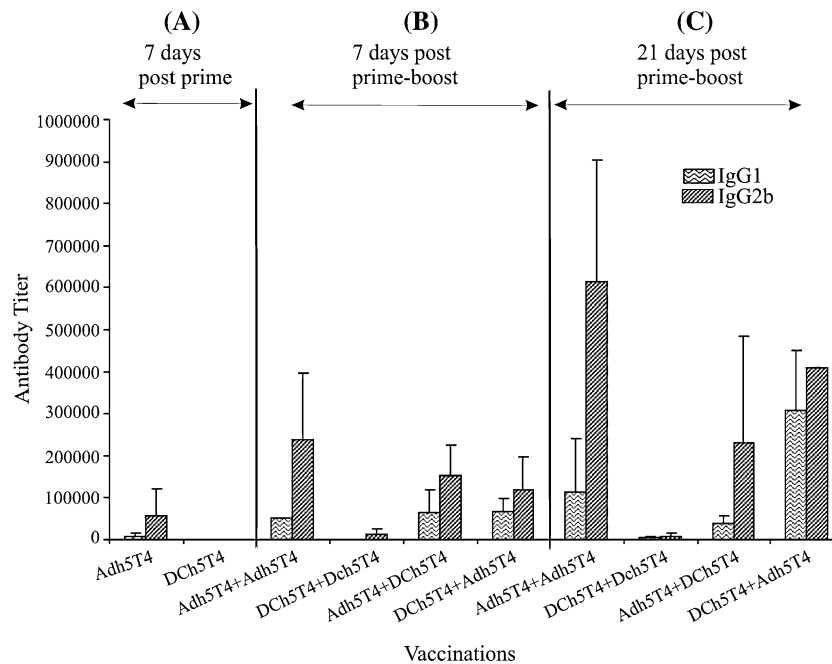 (A)
(B)
(C)
7 days
post prime
7 days post
prime-boost
21 days post
prime-boost
1000000
900000
800000
700000
600000
500000
400000
300000
200000
100000
0
Antibody Titer
IgG1
IgG2b
Adh5T4
DCh5T4
Adh5T4+Adh5T4
DCh5T4+Dch5T4
Adh5T4+DCh5T4
DCh5T4+Adh5T4
Adh5T4+Adh5T4
DCh5T4+Dch5T4
Adh5T4+DCh5T4
DCh5T4+Adh5T4
Vaccinations